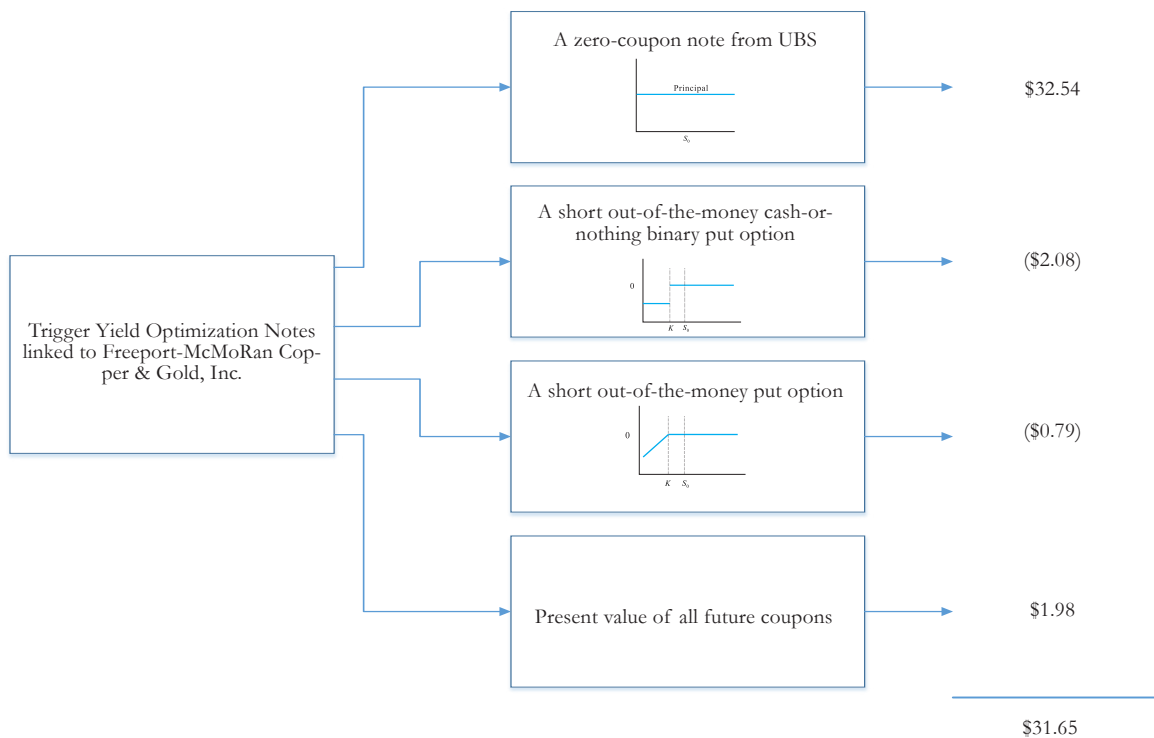 A zero-coupon note from UBS
Principal
S₀
$32.54
A short out-of-the-money cash-or-
nothing binary put option
0
K
S₀
($2.08)
Trigger Yield Optimization Notes
linked to Freeport-McMoRan Cop-
per & Gold, Inc.
A short out-of-the-money put option
0
K
S₀
($0.79)
Present value of all future coupons
$1.98
$31.65